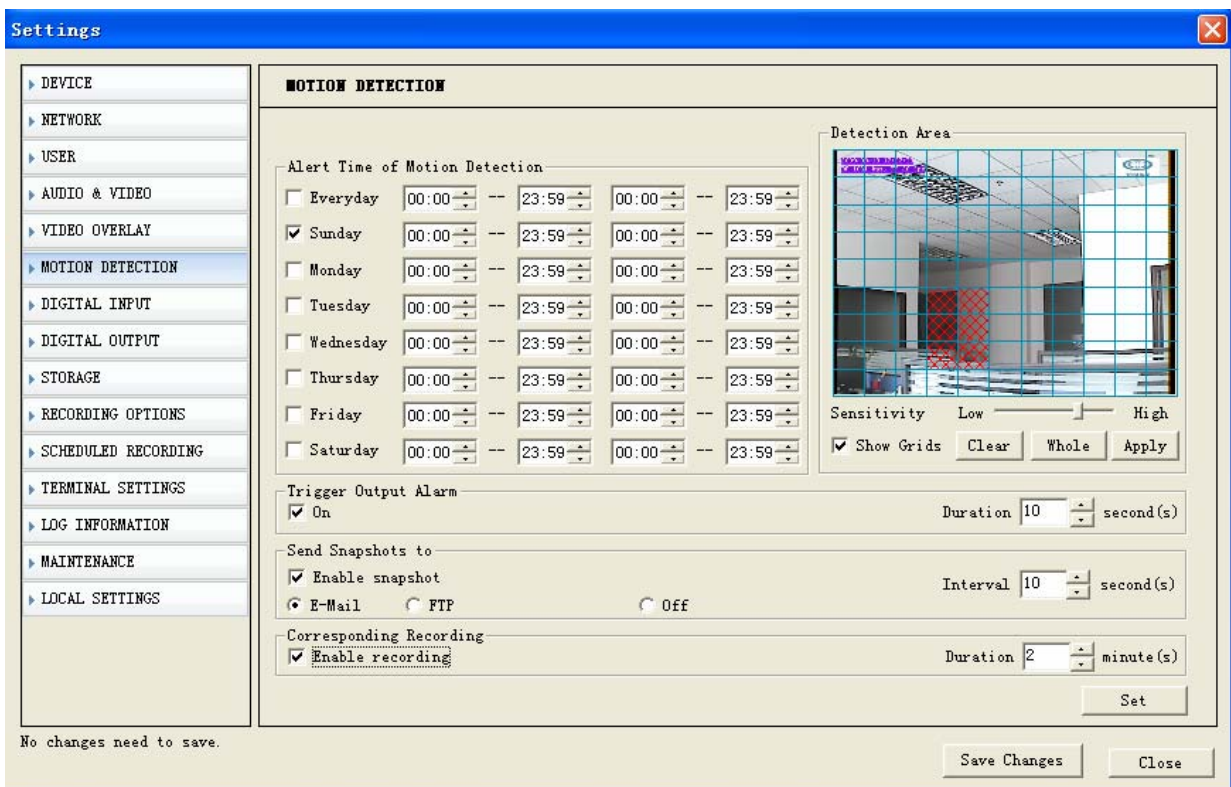 Settings
DEVICE
NETWORK
USER
AUDIO & VIDEO
VIDEO OVERLAY
MOTION DETECTION
DIGITAL INPUT
DIGITAL OUTPUT
STORAGE
RECORDING OPTIONS
SCHEDULED RECORDING
TERMINAL SETTINGS
LOG INFORMATION
MAINTENANCE
LOCAL SETTINGS
No changes need to save.
MOTION DETECTION
Alert Time of Motion Detection
Everyday 00:00 -- 23:59 00:00 -- 23:59
Sunday 00:00 -- 23:59 00:00 -- 23:59
Monday 00:00 -- 23:59 00:00 -- 23:59
Tuesday 00:00 -- 23:59 00:00 -- 23:59
Wednesday 00:00 -- 23:59 00:00 -- 23:59
Thursday 00:00 -- 23:59 00:00 -- 23:59
Friday 00:00 -- 23:59 00:00 -- 23:59
Saturday 00:00 -- 23:59 00:00 -- 23:59
Detection Area
Sensitivity Low High
Show Grids Clear Whole Apply
Trigger Output Alarm
On Duration 10 second(s)
Send Snapshots to
Enable snapshot
Interval 10 second(s)
E-Mail FTP Off
Corresponding Recording
Enable recording Duration 2 minute(s)
Set
Save Changes Close